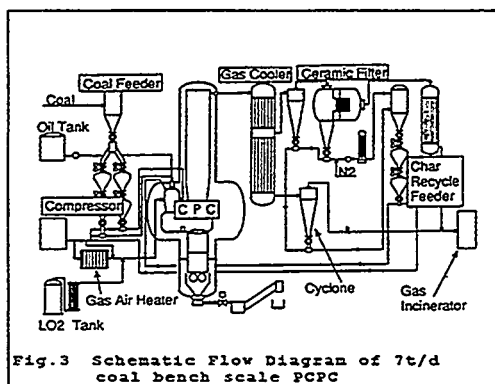 Coal Feeder
Gas Cooler
Ceramic Filter
Coal
Oil Tank
N2
Char
Recycle
Feeder
CPC
Compressor
Cyclone
Gas Air Heater
Gas
Incinerator
LO2 Tank
Fig.3 Schematic Flow Diagram of 7t/d
coal bench scale PCPC